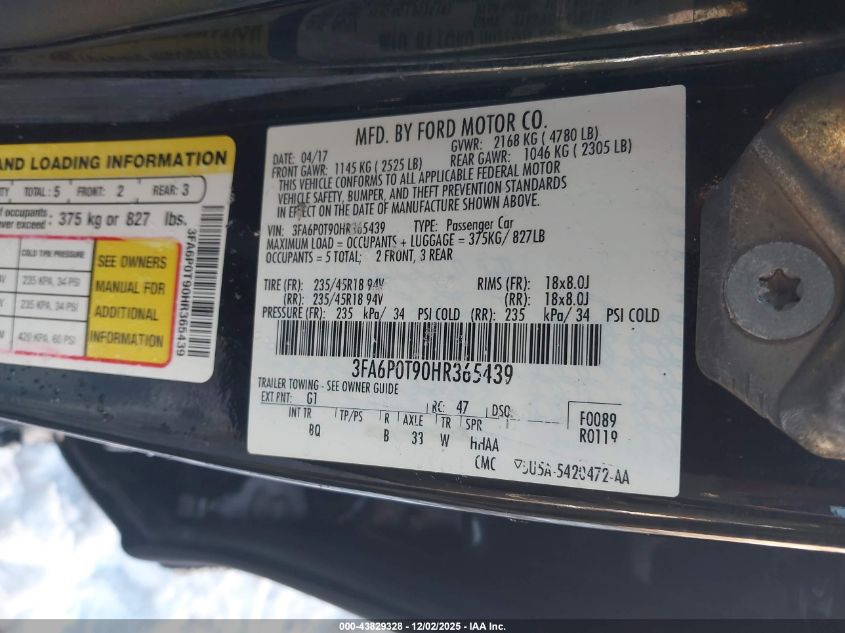 AND LOADING INFORMATION
TOTAL: 5 FRONT: 2 REAR: 3
of occupants
ver exceed: 375 kg or 827 lbs.
COLD TIRE PRESSURE
235 KPA, 34 PSI
235 KPA, 34 PSI
420 KPA, 60 PSI
SEE OWNERS
MANUAL FOR
ADDITIONAL
INFORMATION
3FA6P0T90HR365439
MFD. BY FORD MOTOR CO.
DATE: 04/17 GVWR: 2168 KG ( 4780 LB)
FRONT GAWR: 1145 KG ( 2525 LB) REAR GAWR: 1046 KG ( 2305 LB)
THIS VEHICLE CONFORMS TO ALL APPLICABLE FEDERAL MOTOR
VEHICLE SAFETY, BUMPER, AND THEFT PREVENTION STANDARDS
IN EFFECT ON THE DATE OF MANUFACTURE SHOWN ABOVE.
VIN: 3FA6P0T90HR365439 TYPE: Passenger Car
MAXIMUM LOAD = OCCUPANTS + LUGGAGE = 375KG/ 827LB
OCCUPANTS = 5 TOTAL; 2 FRONT, 3 REAR
TIRE (FR): 235/45R18 94V RIMS (FR): 18x8.0J
(RR): 235/45R18 94V (RR): 18x8.0J
PRESSURE (FR): 235 kPa/ 34 PSI COLD (RR): 235 kPa/ 34 PSI COLD
3FA6P0T90HR365439
TRAILER TOWING - SEE OWNER GUIDE
EXT PNT: G1 RC: 47 DSO:
INT TR TP/PS R AXLE TR SPR
BQ B 33 W HHAA
F0089
R0119
CMC 5U5A-5420472-AA
000-43829328 - 12/02/2025 - IAA Inc.